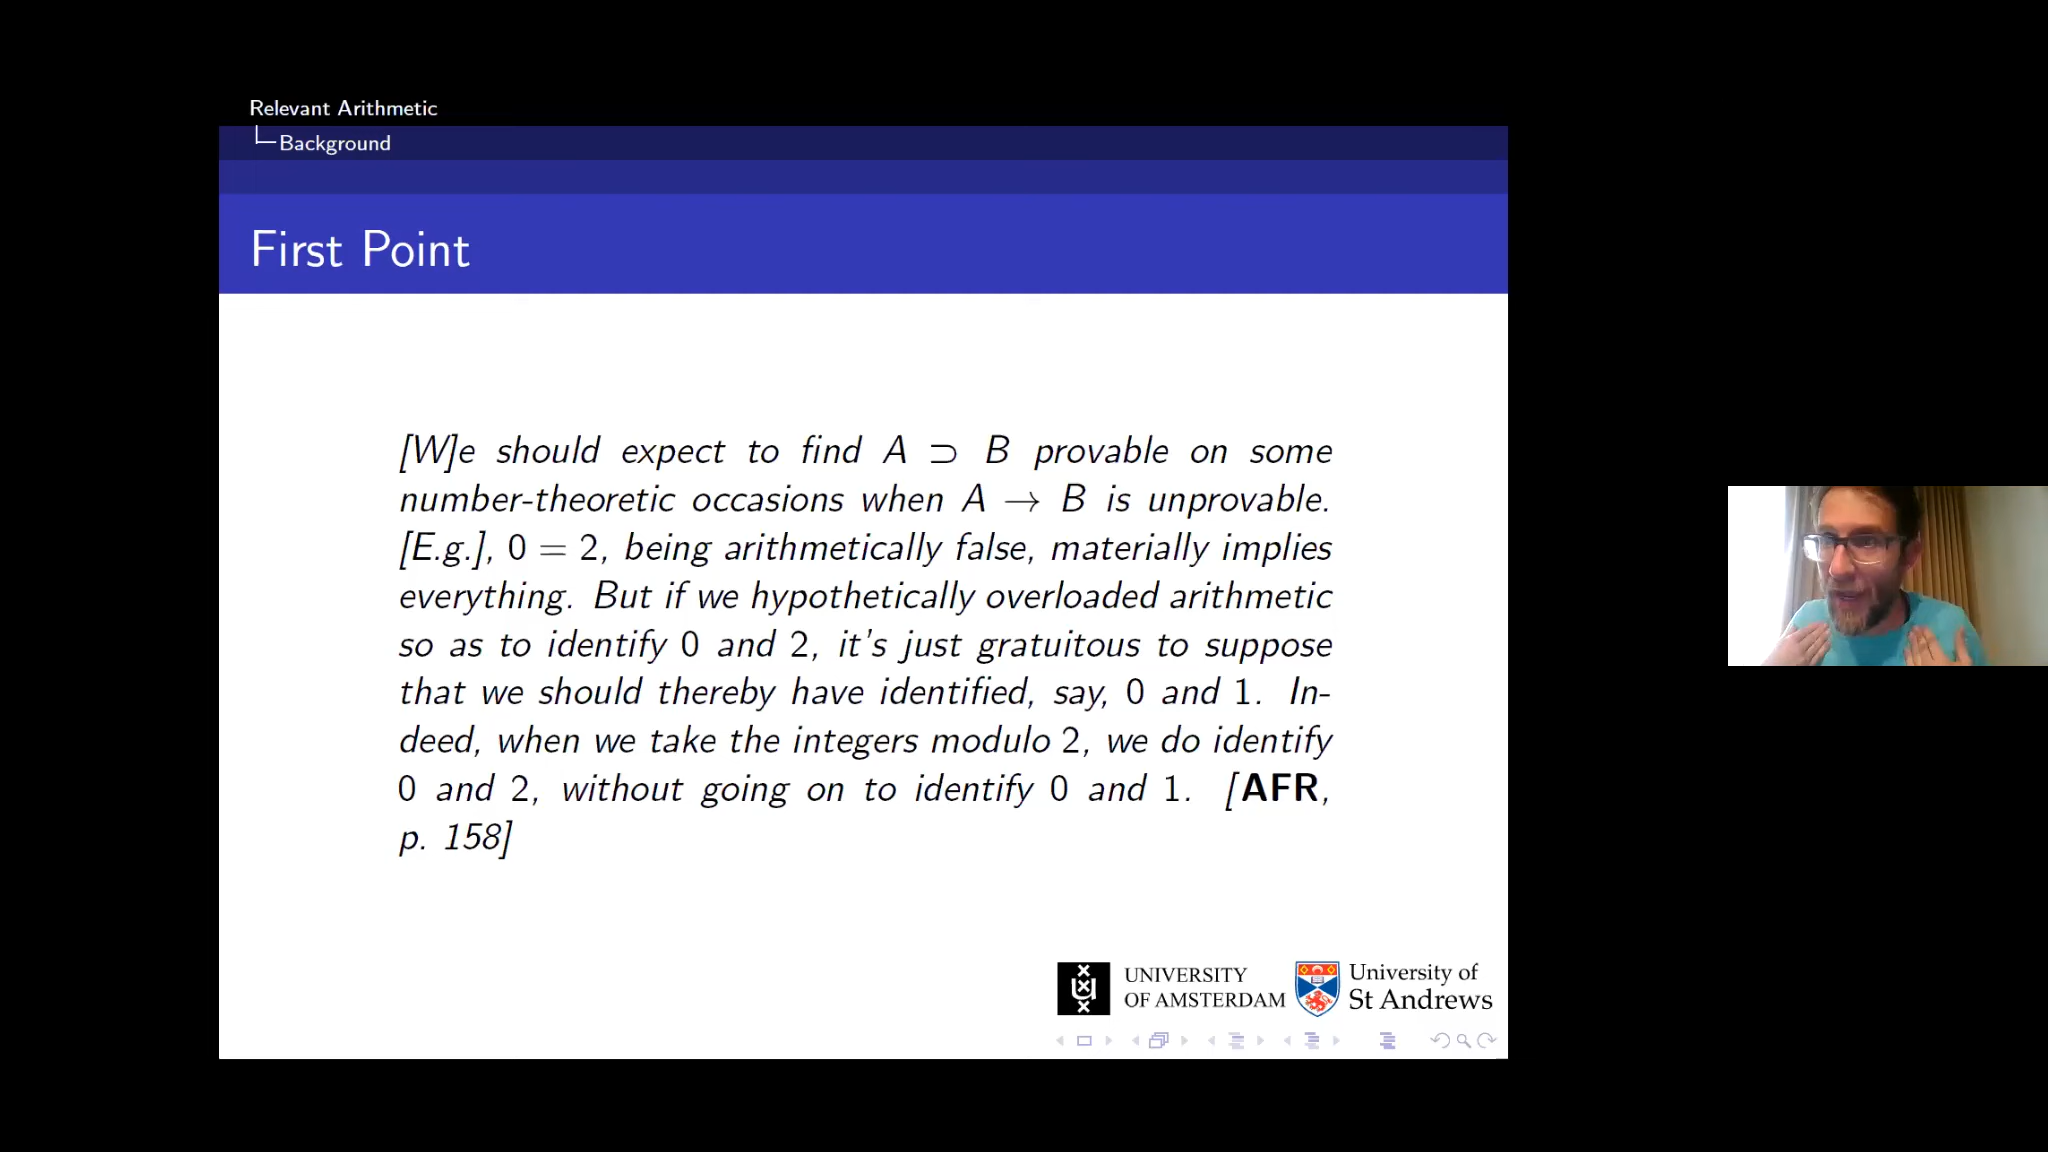 Relevant Arithmetic
Background
First Point
[W]e should expect to find A ⊃ B provable on some
number-theoretic occasions when A → B is unprovable.
[E.g.], 0 = 2, being arithmetically false, materially implies
everything. But if we hypothetically overloaded arithmetic
so as to identify 0 and 2, it's just gratuitous to suppose
that we should thereby have identified, say, 0 and 1. In-
deed, when we take the integers modulo 2, we do identify
0 and 2, without going on to identify 0 and 1. [AFR,
p. 158]
UNIVERSITY
OF AMSTERDAM
University of
St Andrews